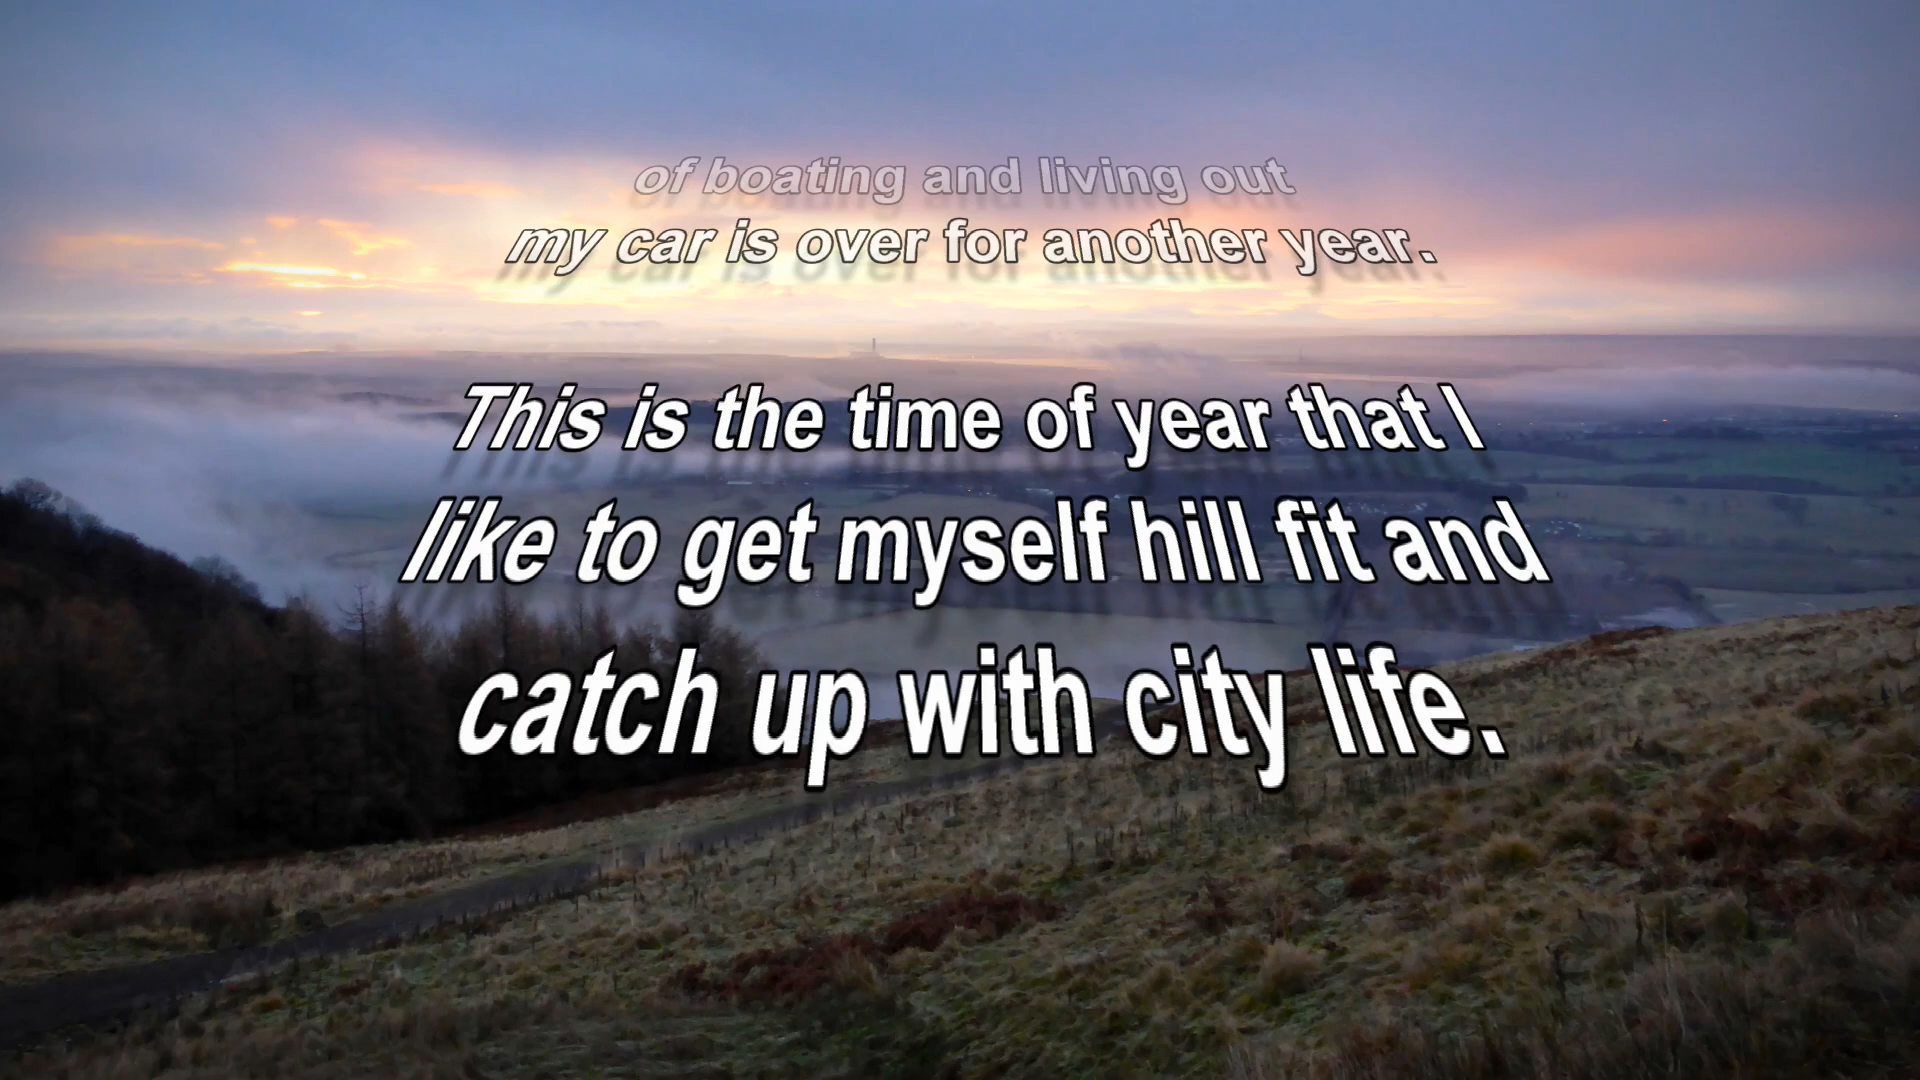 of boating and living out
my car is over for another year.
This is the time of year that I
like to get myself hill fit and
catch up with city life.